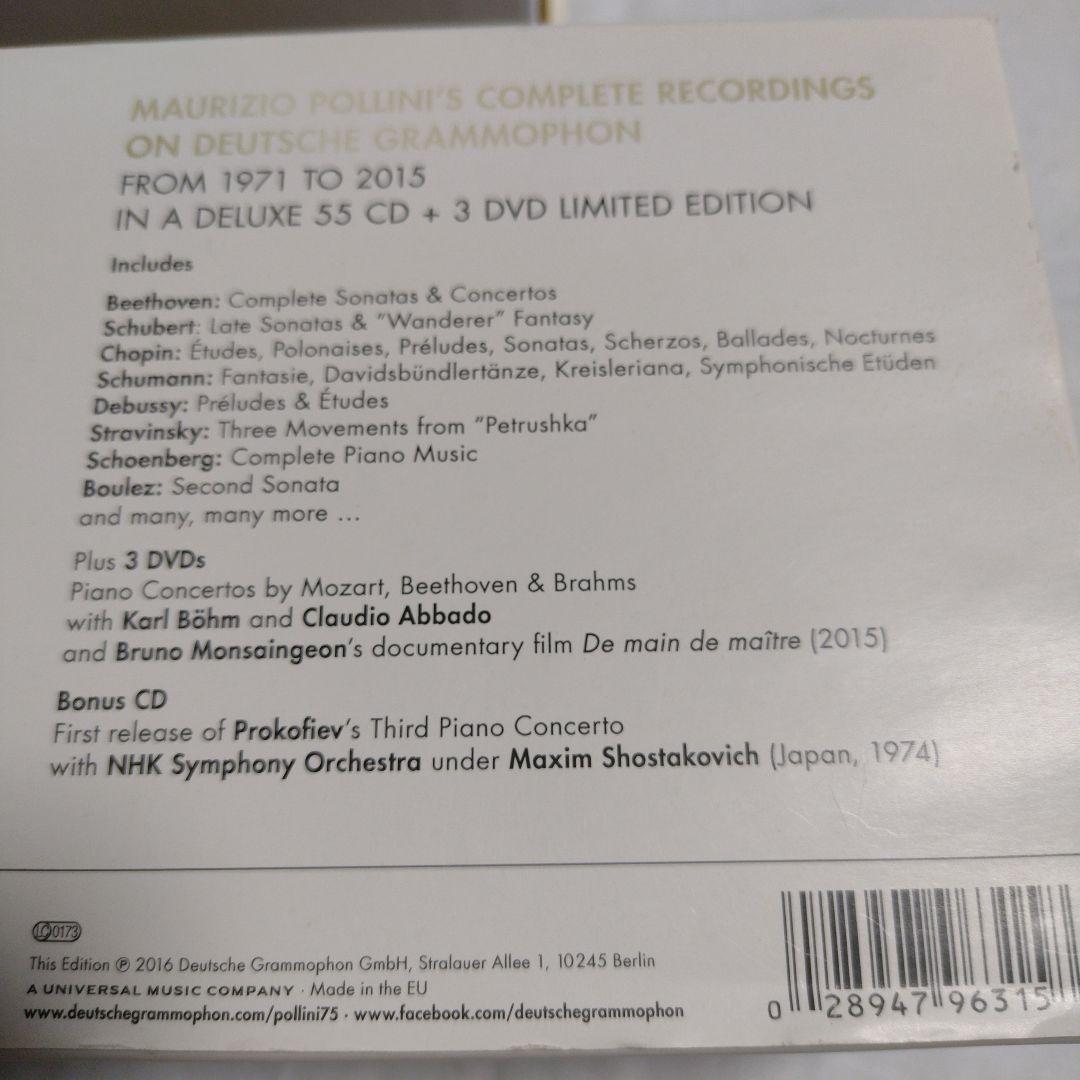 MAURIZIO POLLINI'S COMPLETE RECORDINGS
ON DEUTSCHE GRAMMOPHON
FROM 1971 TO 2015
IN A DELUXE 55 CD + 3 DVD LIMITED EDITION
Includes
Beethoven: Complete Sonatas & Concertos
Schubert: Late Sonatas & "Wanderer" Fantasy
Chopin: Études, Polonaises, Préludes, Sonatas, Scherzos, Ballades, Nocturnes
Schumann: Fantasie, Davidsbündlertänze, Kreisleriana, Symphonische Etüden
Debussy: Préludes & Études
Stravinsky: Three Movements from "Petrushka"
Schoenberg: Complete Piano Music
Boulez: Second Sonata
and many, many more ...
Plus 3 DVDs
Piano Concertos by Mozart, Beethoven & Brahms
with Karl Böhm and Claudio Abbado
and Bruno Monsaingeon's documentary film De main de maître (2015)
Bonus CD
First release of Prokofiev's Third Piano Concerto
with NHK Symphony Orchestra under Maxim Shostakovich (Japan, 1974)
LC 0173
This Edition ℗ 2016 Deutsche Grammophon GmbH, Stralauer Allee 1, 10245 Berlin
A UNIVERSAL MUSIC COMPANY · Made in the EU
www.deutschegrammophon.com/pollini75 · www.facebook.com/deutschegrammophon
0 28947 96315